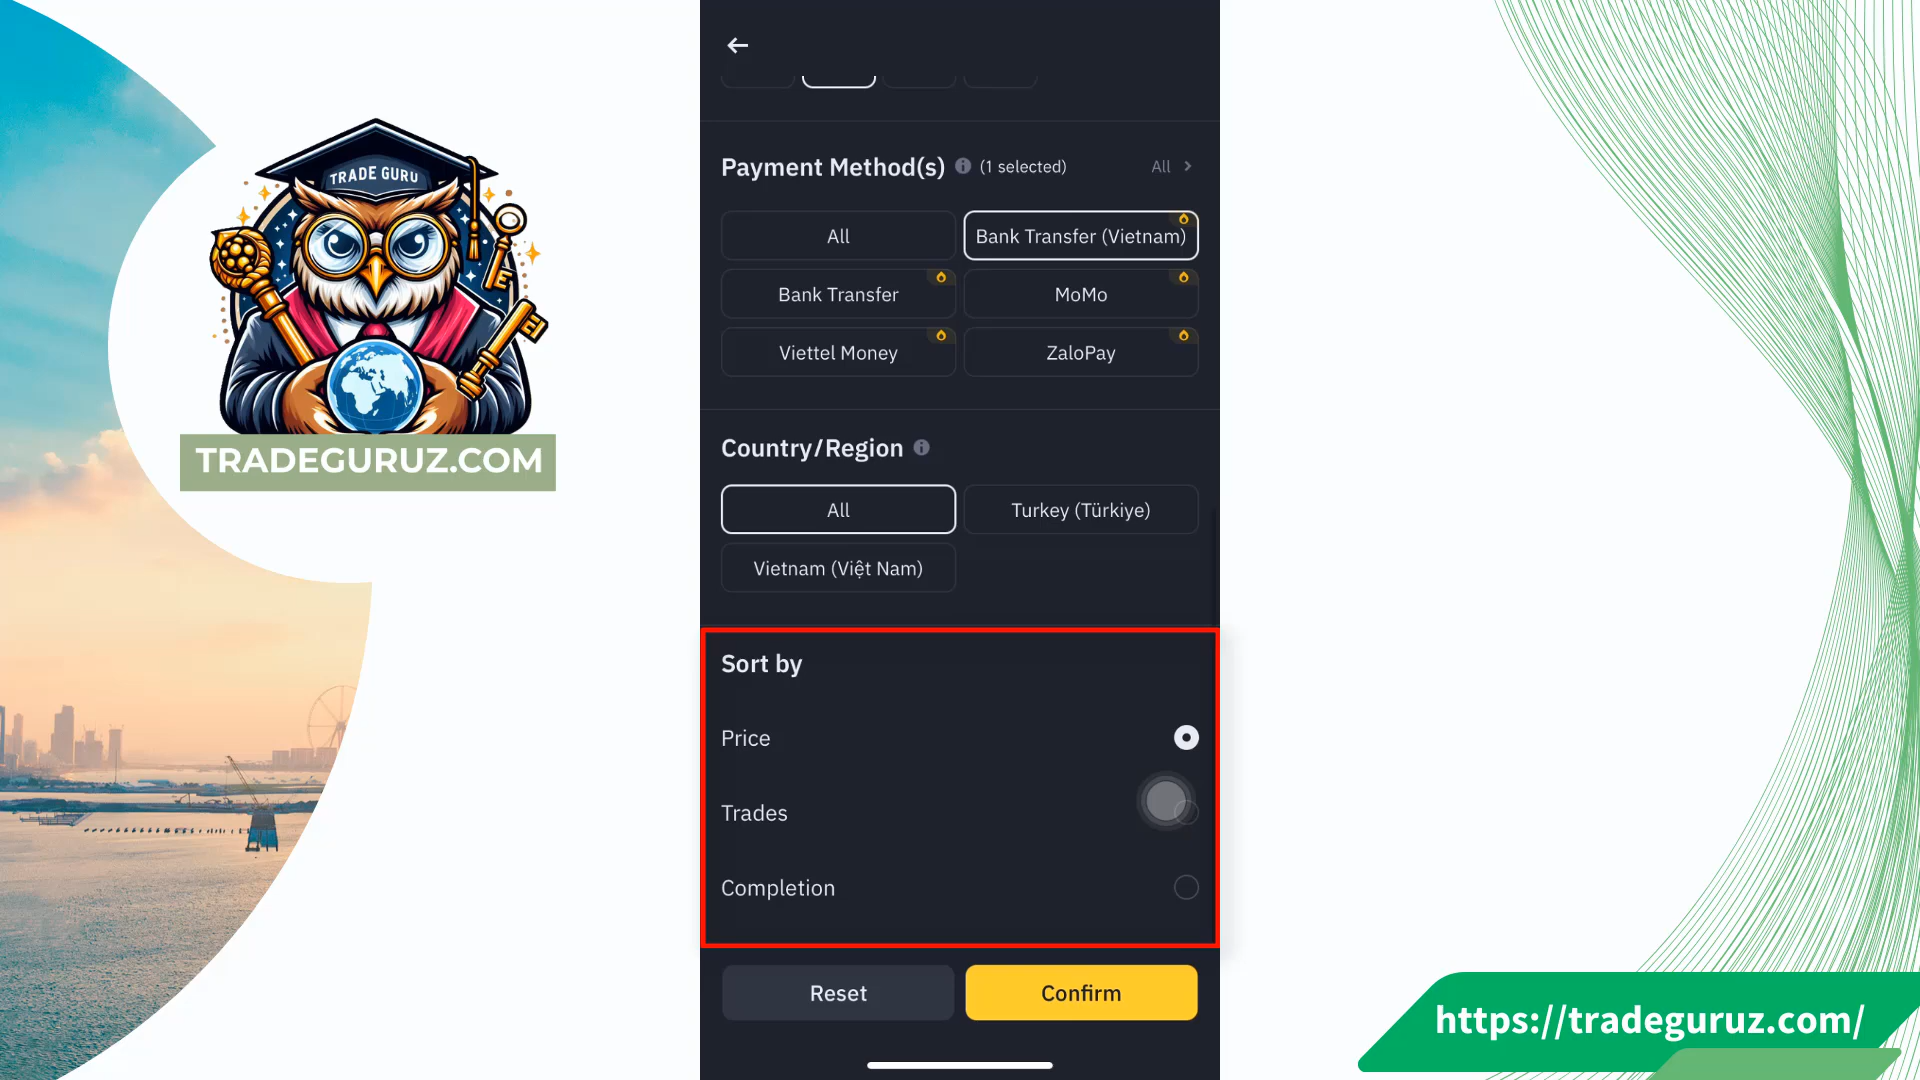 TRADE GURU
TRADEGURUZ.COM
Payment Method(s) (1 selected) All
All
Bank Transfer (Vietnam)
Bank Transfer
MoMo
Viettel Money
ZaloPay
Country/Region
All
Turkey (Türkiye)
Vietnam (Việt Nam)
Sort by
Price
Trades
Completion
Reset
Confirm
https://tradeguruz.com/